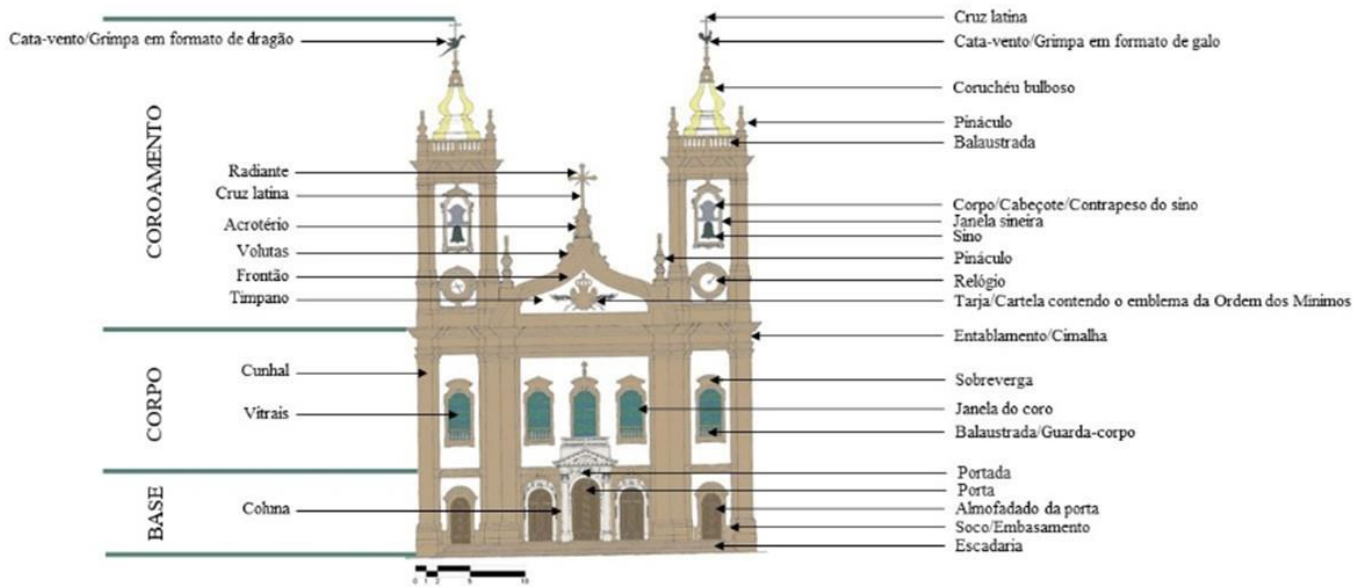 Cata-vento/Grimpa em formato de dragão
COROAMENTO
Radiante
Cruz latina
Acrotério
Volutas
Frontão
Tímpano
CORPO
Cunhal
Vitrais
BASE
Coluna
0 1 2 5 10
Cruz latina
Cata-vento/Grimpa em formato de galo
Coruchéu bulboso
Pináculo
Balaustrada
Corpo/Cabeçote/Contrapeso do sino
Janela sineira
Sino
Pináculo
Relógio
Tarja/Cartela contendo o emblema da Ordem dos Mínimos
Entablamento/Cimalha
Sobreverga
Janela do coro
Balaustrada/Guarda-corpo
Portada
Porta
Almofadado da porta
Soco/Embasamento
Escadaria